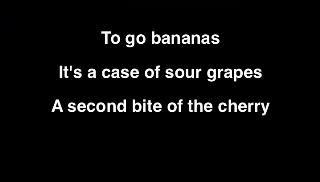 To go bananas
It's a case of sour grapes
A second bite of the cherry